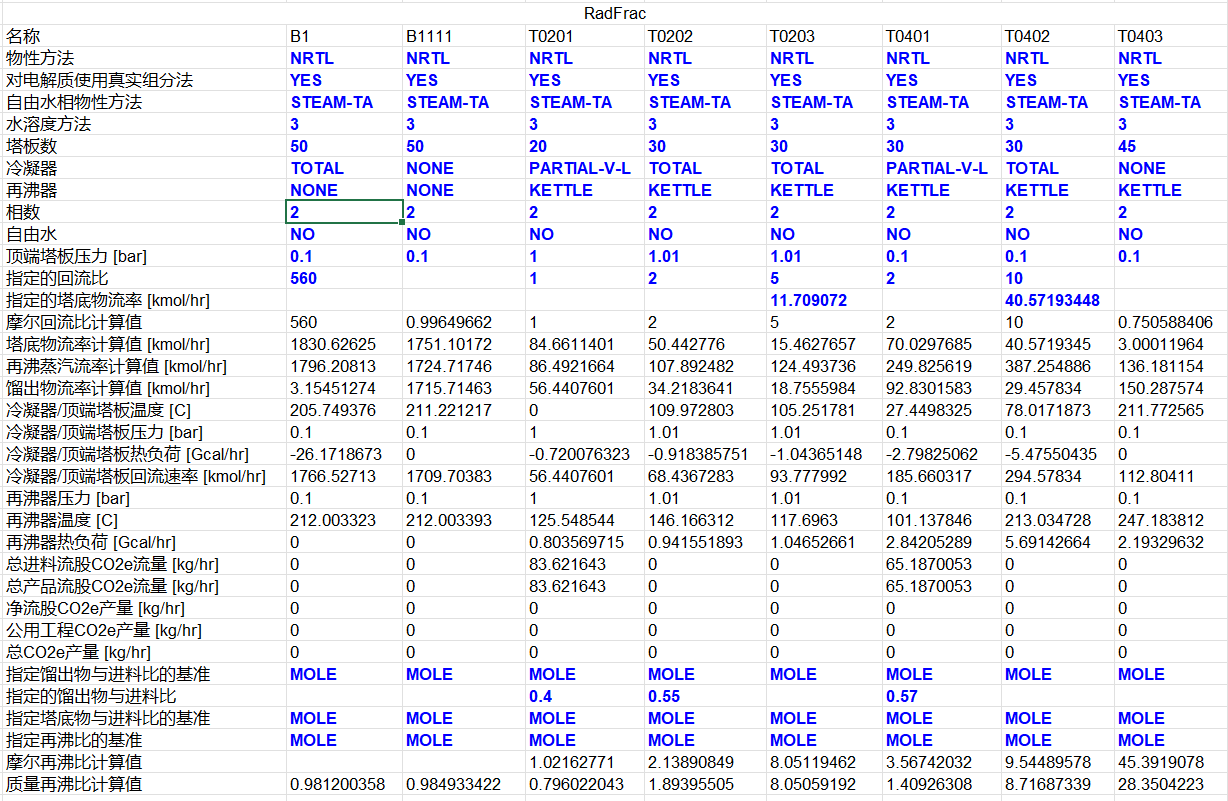 RadFrac
名称 B1 B1111 T0201 T0202 T0203 T0401 T0402 T0403
物性方法 NRTL NRTL NRTL NRTL NRTL NRTL NRTL NRTL
对电解质使用真实组分法 YES YES YES YES YES YES YES YES
自由水相物性方法 STEAM-TA STEAM-TA STEAM-TA STEAM-TA STEAM-TA STEAM-TA STEAM-TA STEAM-TA
水溶度方法 3 3 3 3 3 3 3 3
塔板数 50 50 20 30 30 30 30 45
冷凝器 TOTAL NONE PARTIAL-V-L TOTAL TOTAL PARTIAL-V-L TOTAL NONE
再沸器 NONE NONE KETTLE KETTLE KETTLE KETTLE KETTLE KETTLE
相数 2 2 2 2 2 2 2 2
自由水 NO NO NO NO NO NO NO NO
顶端塔板压力 [bar] 0.1 0.1 1 1.01 1.01 0.1 0.1 0.1
指定的回流比 560 1 2 5 2 10
指定的塔底物流率 [kmol/hr] 11.709072 40.57193448
摩尔回流比计算值 560 0.99649662 1 2 5 2 10 0.750588406
塔底物流率计算值 [kmol/hr] 1830.62625 1751.10172 84.6611401 50.442776 15.4627657 70.0297685 40.5719345 3.00011964
再沸蒸汽流率计算值 [kmol/hr] 1796.20813 1724.71746 86.4921664 107.892482 124.493736 249.825619 387.254886 136.181154
馏出物流率计算值 [kmol/hr] 3.15451274 1715.71463 56.4407601 34.2183641 18.7555984 92.8301583 29.457834 150.287574
冷凝器/顶端塔板温度 [C] 205.749376 211.221217 0 109.972803 105.251781 27.4498325 78.0171873 211.772565
冷凝器/顶端塔板压力 [bar] 0.1 0.1 1 1.01 1.01 0.1 0.1 0.1
冷凝器/顶端塔板热负荷 [Gcal/hr] -26.1718673 0 -0.720076323 -0.918385751 -1.04365148 -2.79825062 -5.47550435 0
冷凝器/顶端塔板回流速率 [kmol/hr] 1766.52713 1709.70383 56.4407601 68.4367283 93.777992 185.660317 294.57834 112.80411
再沸器压力 [bar] 0.1 0.1 1 1.01 1.01 0.1 0.1 0.1
再沸器温度 [C] 212.003323 212.003393 125.548544 146.166312 117.6963 101.137846 213.034728 247.183812
再沸器热负荷 [Gcal/hr] 0 0 0.803569715 0.941551893 1.04652661 2.84205289 5.69142664 2.19329632
总进料流股CO2e流量 [kg/hr] 0 0 83.621643 0 0 65.1870053 0 0
总产品流股CO2e流量 [kg/hr] 0 0 83.621643 0 0 65.1870053 0 0
净流股CO2e产量 [kg/hr] 0 0 0 0 0 0 0 0
公用工程CO2e产量 [kg/hr] 0 0 0 0 0 0 0 0
总CO2e产量 [kg/hr] 0 0 0 0 0 0 0 0
指定馏出物与进料比的基准 MOLE MOLE MOLE MOLE MOLE MOLE MOLE MOLE
指定的馏出物与进料比 0.4 0.55 0.57
指定塔底物与进料比的基准 MOLE MOLE MOLE MOLE MOLE MOLE MOLE MOLE
指定再沸比的基准 MOLE MOLE MOLE MOLE MOLE MOLE MOLE MOLE
摩尔再沸比计算值 1.02162771 2.13890849 8.05119462 3.56742032 9.54489578 45.3919078
质量再沸比计算值 0.981200358 0.984933422 0.796022043 1.89395505 8.05059192 1.40926308 8.71687339 28.3504223